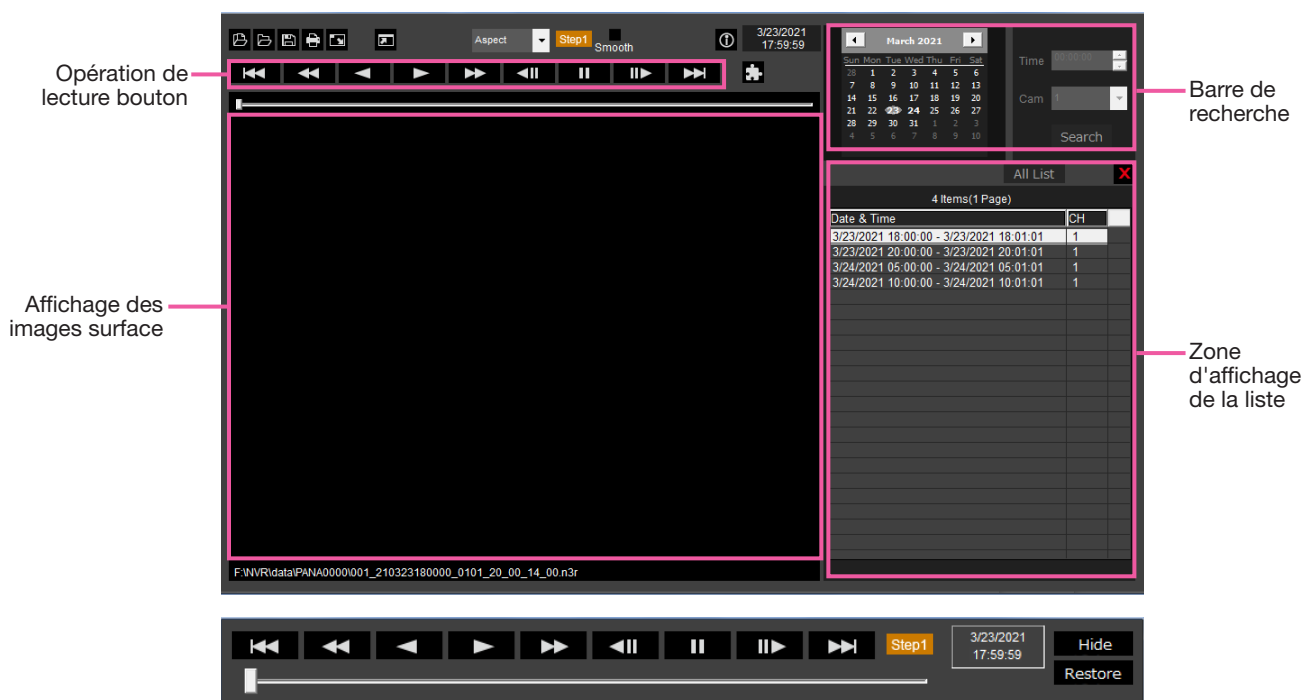 Opération de
lecture bouton
Affichage des
images surface
Aspect
Step1
Smooth
3/23/2021
17:59:59
March 2021
Sun Mon Tue Wed Thu Fri Sat
28 1 2 3 4 5 6
7 8 9 10 11 12 13
14 15 16 17 18 19 20
21 22 23 24 25 26 27
28 29 30 31 1 2 3
4 5 6 7 8 9 10
Time 00:00:00
Cam 1
Search
Barre de
recherche
All List X
4 Items(1 Page)
Date & Time CH
3/23/2021 18:00:00 - 3/23/2021 18:01:01 1
3/23/2021 20:00:00 - 3/23/2021 20:01:01 1
3/24/2021 05:00:00 - 3/24/2021 05:01:01 1
3/24/2021 10:00:00 - 3/24/2021 10:01:01 1
Zone
d'affichage
de la liste
F:\NVR\data\PANA0000\001_210323180000_0101_20_00_14_00.n3r
Step1
3/23/2021
17:59:59
Hide
Restore